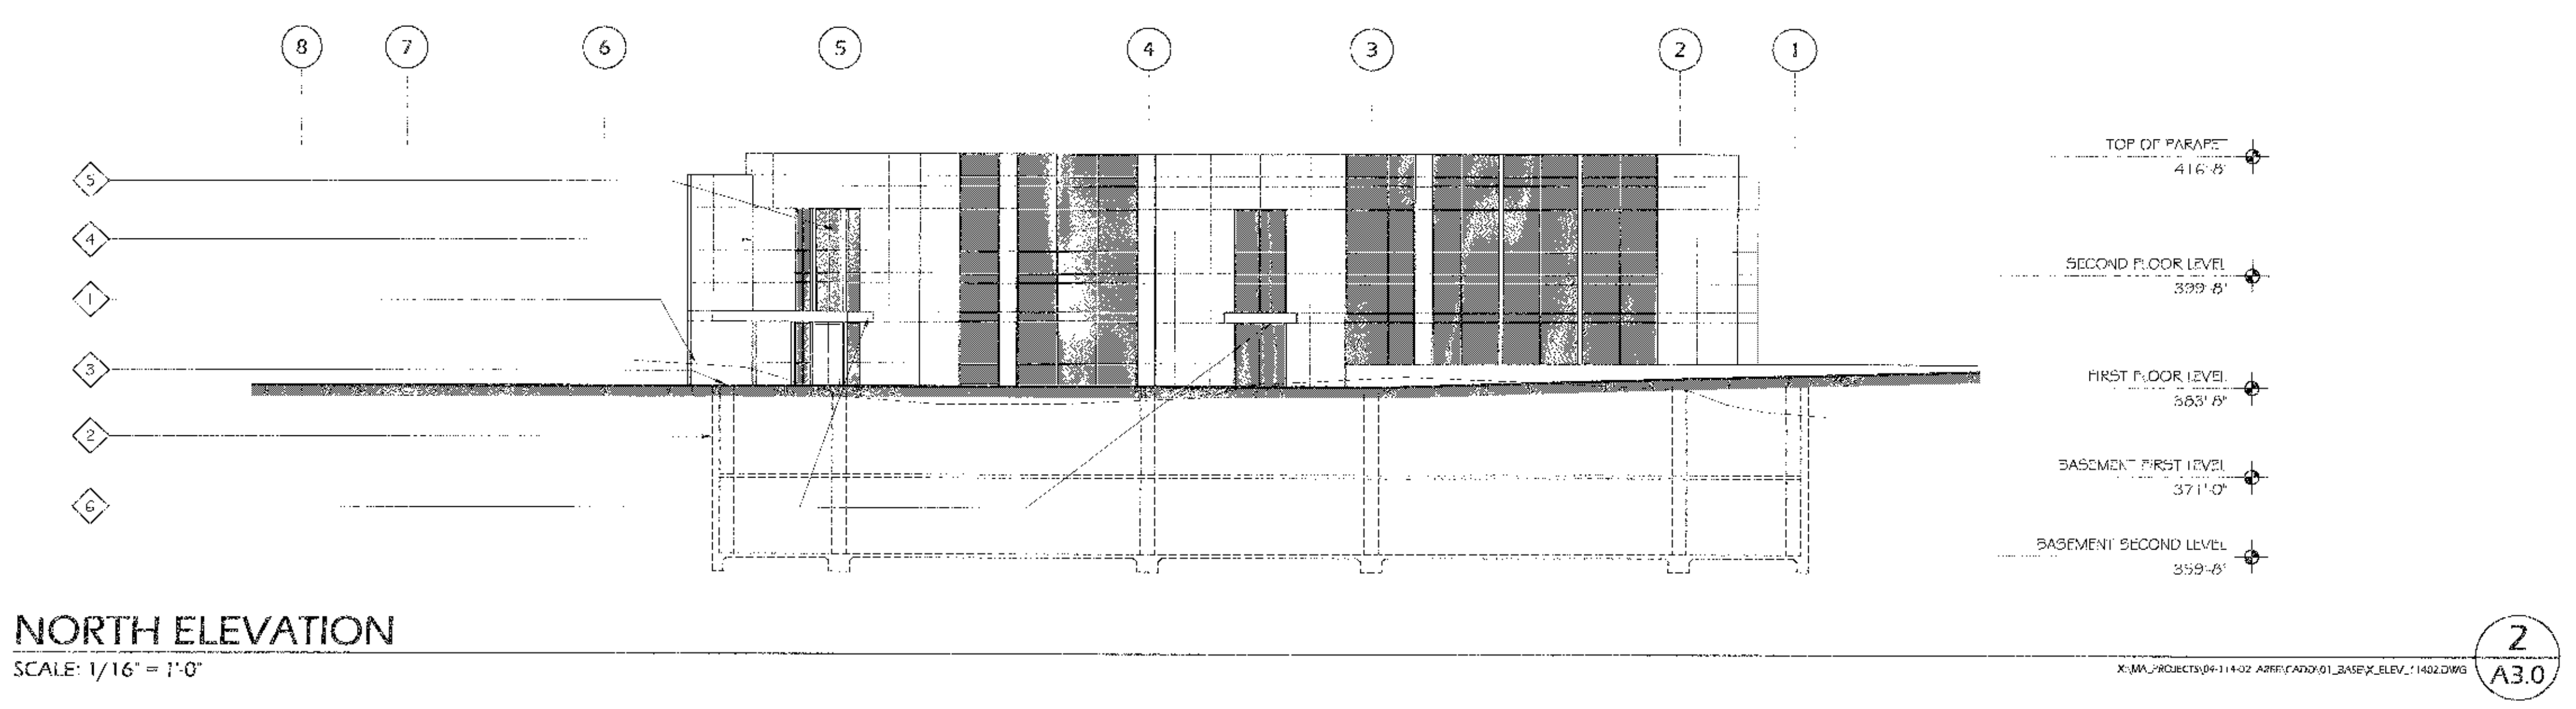 8 7 6 5 4 3 2 1
TOP OF PARAPET
416'-8"
5
4
SECOND FLOOR LEVEL
399'-8"
1
3
FIRST FLOOR LEVEL
383'-8"
2
BASEMENT FIRST LEVEL
371'-0"
6
BASEMENT SECOND LEVEL
359'-8"
NORTH ELEVATION
SCALE: 1/16" = 1'-0"
2
A3.0